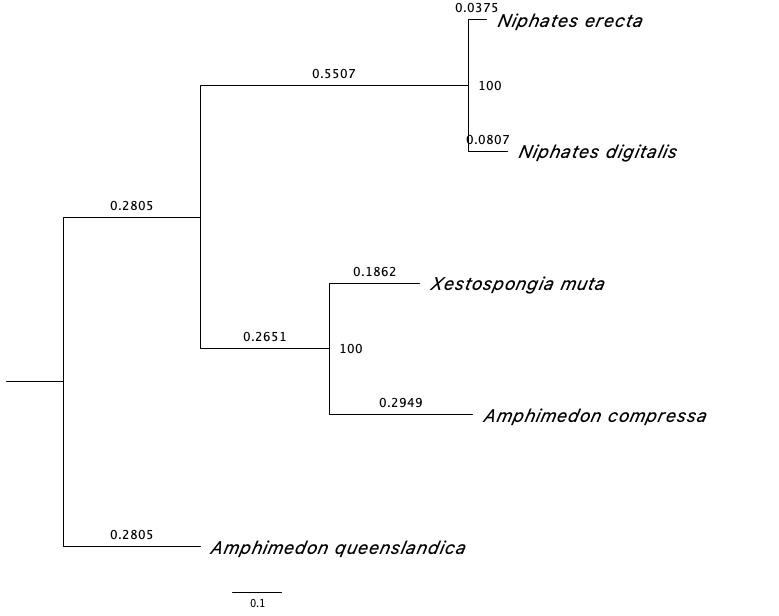 0.0375
Niphates erecta
0.5507
100
0.0807
Niphates digitalis
0.2805
0.1862
Xestospongia muta
0.2651
100
0.2949
Amphimedon compressa
0.2805
Amphimedon queenslandica
0.1